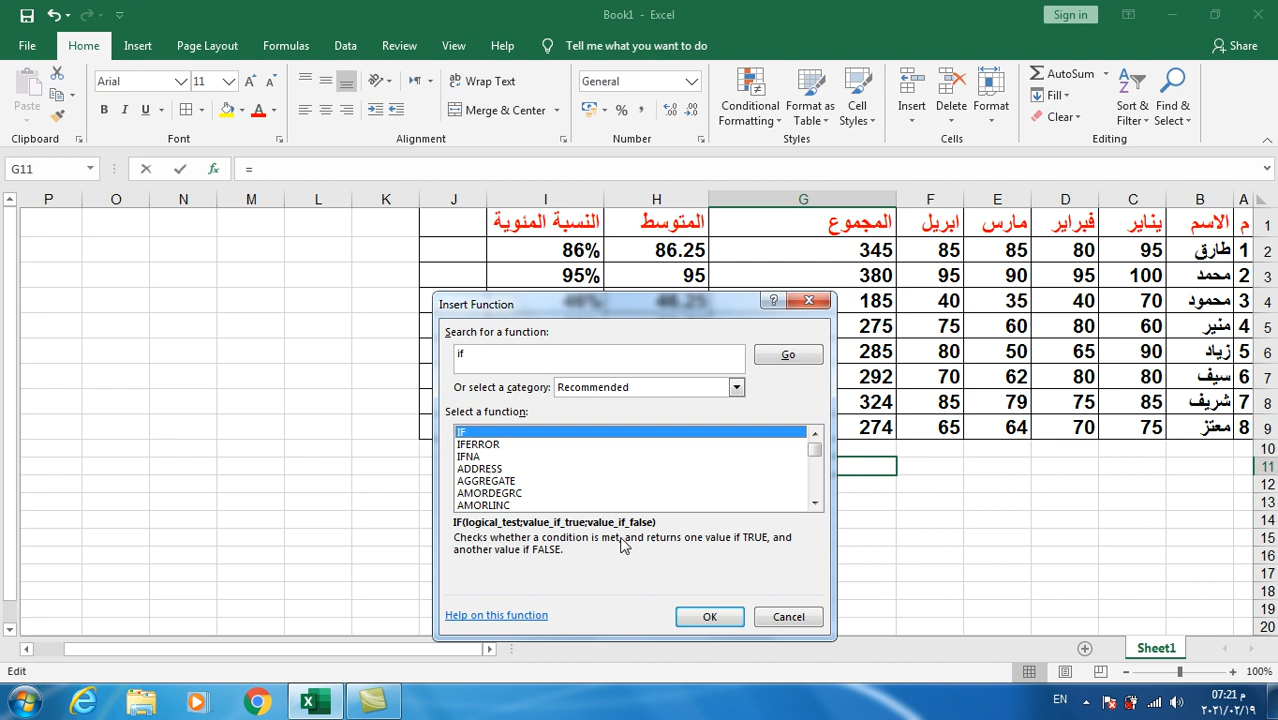 Book1 - Excel
Sign in
File Home Insert Page Layout Formulas Data Review View Help Tell me what you want to do Share
Paste
Clipboard
Arial 11
B I U
Font
Wrap Text
Merge & Center
Alignment
General
Number
Conditional Formatting
Format as Table
Cell Styles
Styles
Insert Delete Format
Cells
AutoSum
Fill
Clear
Sort & Filter
Find & Select
Editing
G11 fx =
P O N M L K J I H G F E D C B A
م الاسم يناير فبراير مارس ابريل المجموع المتوسط النسبة المئوية 1
1 طارق 95 80 85 85 345 86.25 86% 2
2 محمد 100 95 90 95 380 95 95% 3
3 محمود 70 40 35 40 185 46.25 46% 4
4 منير 60 80 60 75 275 5
5 زياد 90 65 50 80 285 6
6 سيف 80 80 62 70 292 7
7 شريف 85 75 79 85 324 8
8 معتز 75 70 64 65 274 9
10
11
12
13
14
15
16
17
18
19
20
Insert Function
?
Search for a function:
if
Go
Or select a category: Recommended
Select a function:
IF
IFERROR
IFNA
ADDRESS
AGGREGATE
AMORDEGRC
AMORLINC
IF(logical_test;value_if_true;value_if_false)
Checks whether a condition is met, and returns one value if TRUE, and
another value if FALSE.
Help on this function
OK Cancel
Sheet1
Edit
100%
EN
07:21 م
٢٠٢١/٠٢/١٩